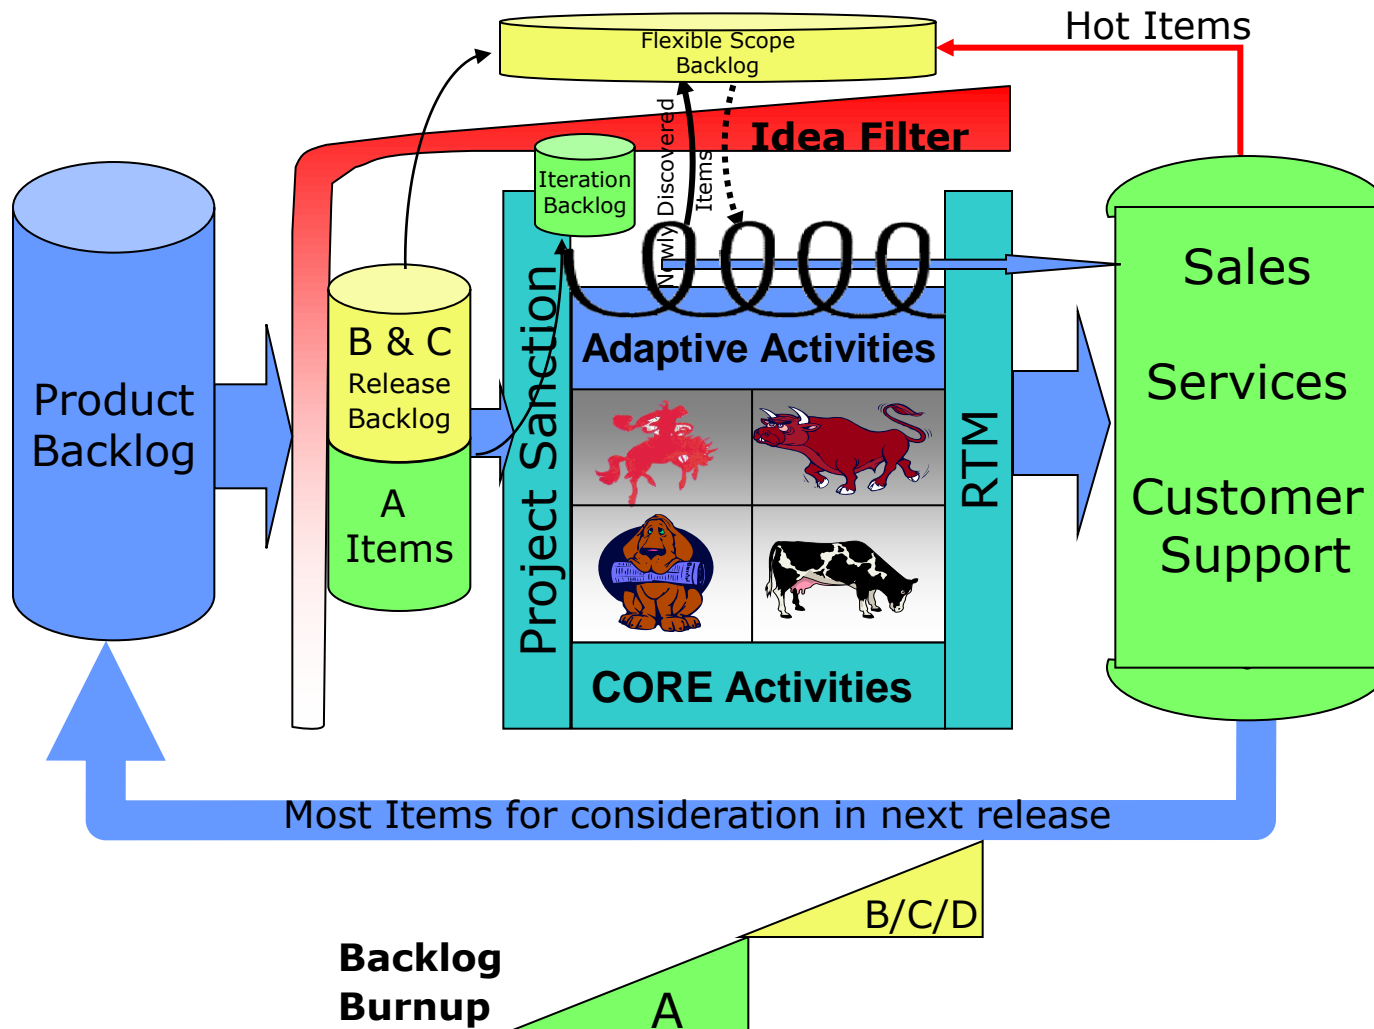 Hot Items
Flexible Scope
Backlog
Idea Filter
Newly Discovered
Items
Iteration
Backlog
Product
Backlog
B & C
Release
Backlog
A
Items
Project Sanction
Adaptive Activities
CORE Activities
RTM
Sales
Services
Customer
Support
Most Items for consideration in next release
B/C/D
Backlog
Burnup
A